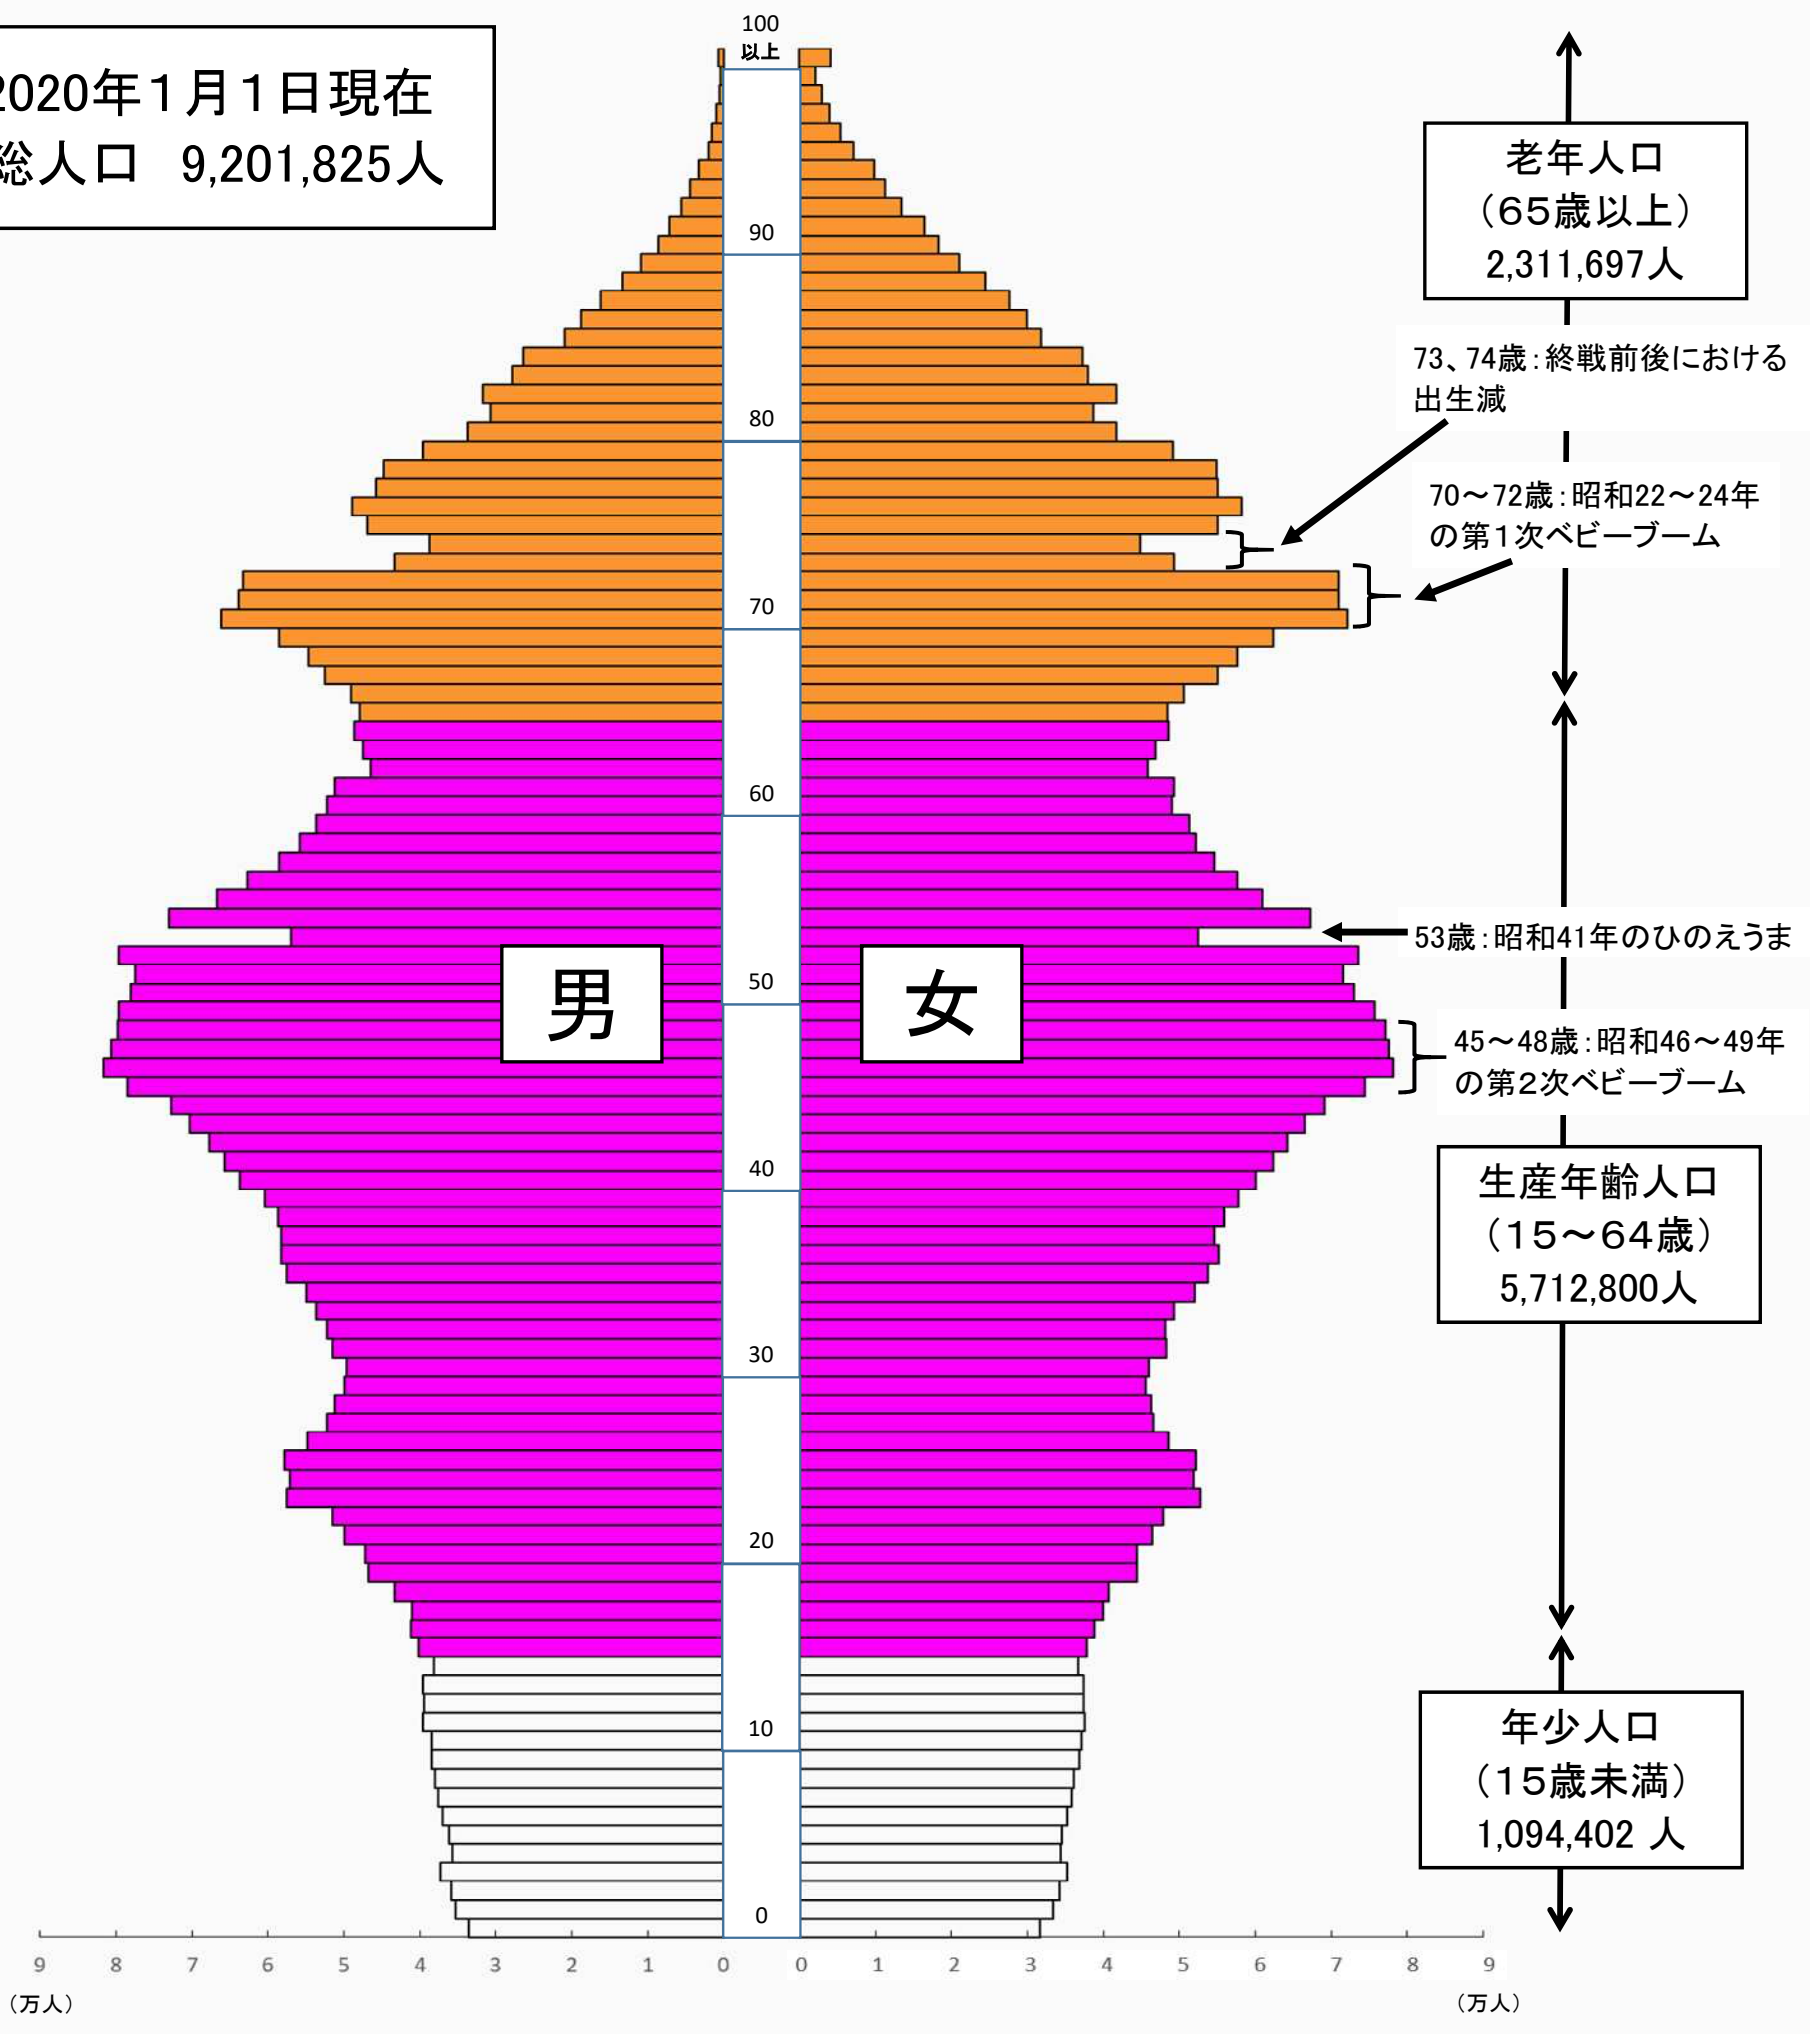 2020年１月１日現在
総人口　9,201,825人
100
以上
90
80
70
60
50
40
30
20
10
0
男
女
老年人口
（65歳以上）
2,311,697人
73、74歳：終戦前後における
出生減
70～72歳：昭和22～24年
の第１次ベビーブーム
53歳：昭和41年のひのえうま
45～48歳：昭和46～49年
の第２次ベビーブーム
生産年齢人口
（15～64歳）
5,712,800人
年少人口
（15歳未満）
1,094,402 人
9 8 7 6 5 4 3 2 1 0 0 1 2 3 4 5 6 7 8 9
（万人） （万人）